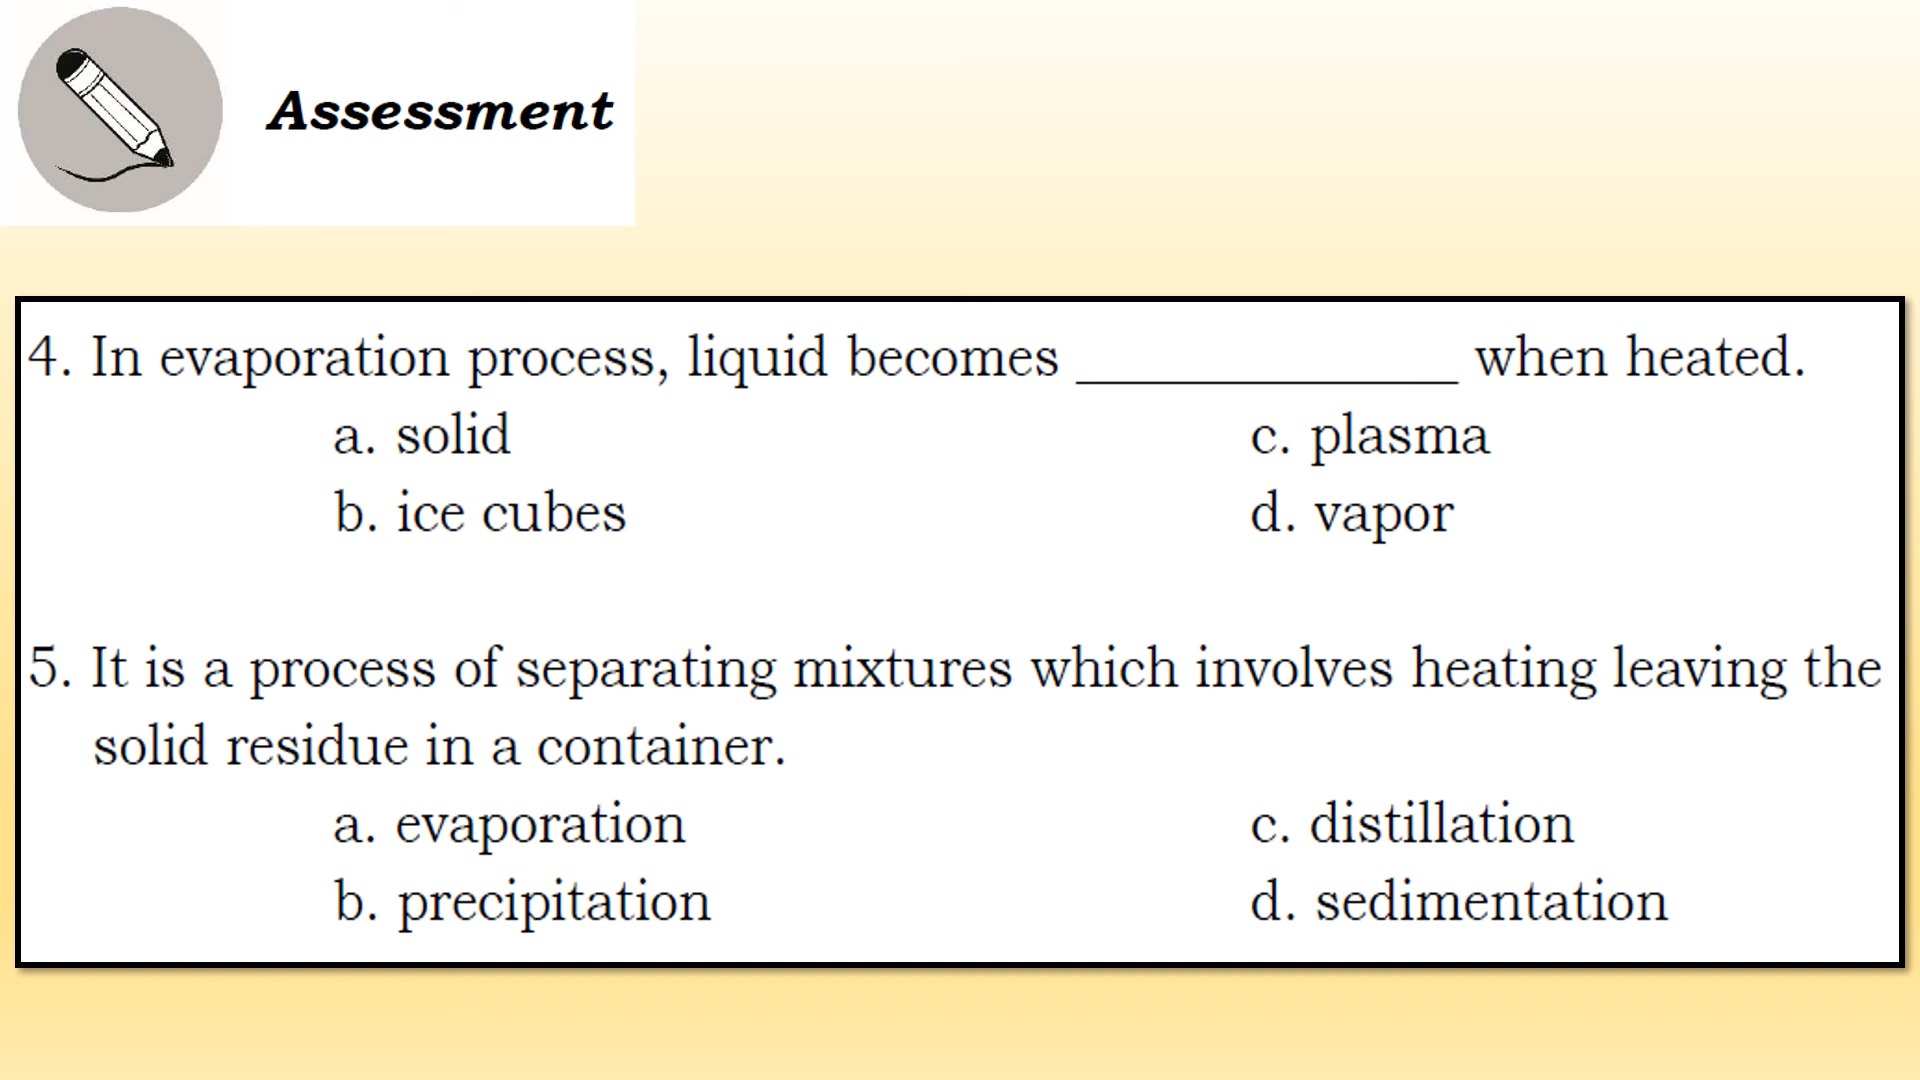 Assessment
4. In evaporation process, liquid becomes ______________ when heated.
a. solid
c. plasma
b. ice cubes
d. vapor
5. It is a process of separating mixtures which involves heating leaving the
solid residue in a container.
a. evaporation
c. distillation
b. precipitation
d. sedimentation